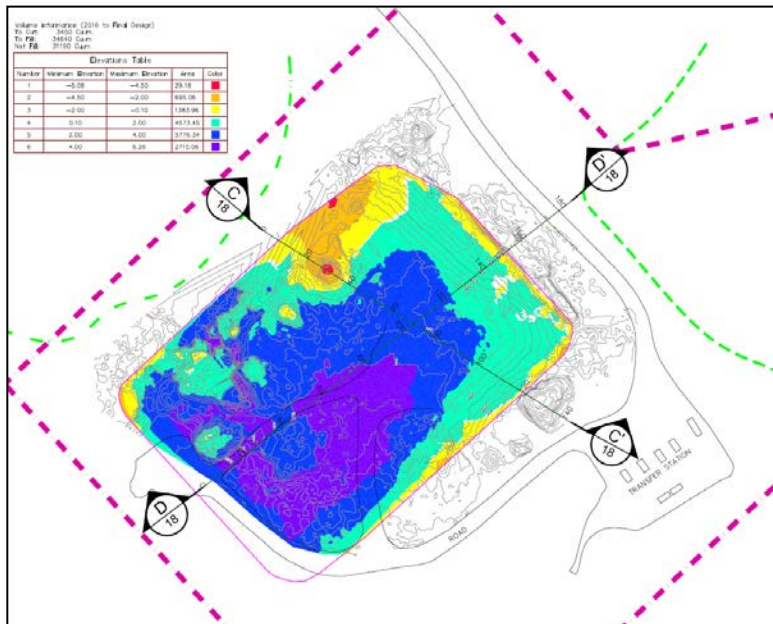 Volume Information (2016 to Final Design)
To Cut: 3450 Cu.m.
To Fill: 34640 Cu.m
Net Fill: 31190 Cu.m
Elevations Table
Number Minimum Elevation Maximum Elevation Area Color
1 -5.08 -4.50 29.18
2 -4.50 -2.00 695.06
3 -2.00 -0.10 1383.96
4 0.10 2.00 4573.45
5 2.00 4.00 5776.34
6 4.00 6.26 2710.06
C
18
D'
18
C'
18
D
18
TRANSFER STATION
ROAD